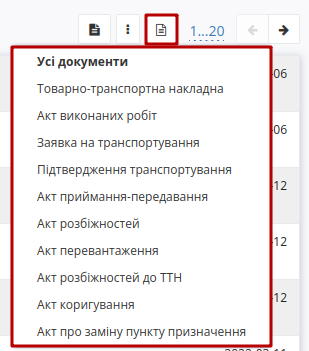 1...20
Усі документи
-06
Товарно-транспортна накладна
Акт виконаних робіт
-06
Заявка на транспортування
Підтвердження транспортування
-12
Акт приймання-передавання
Акт розбіжностей
-12
Акт перевантаження
Акт розбіжностей до ТТН
-12
Акт коригування
Акт про заміну пункту призначення